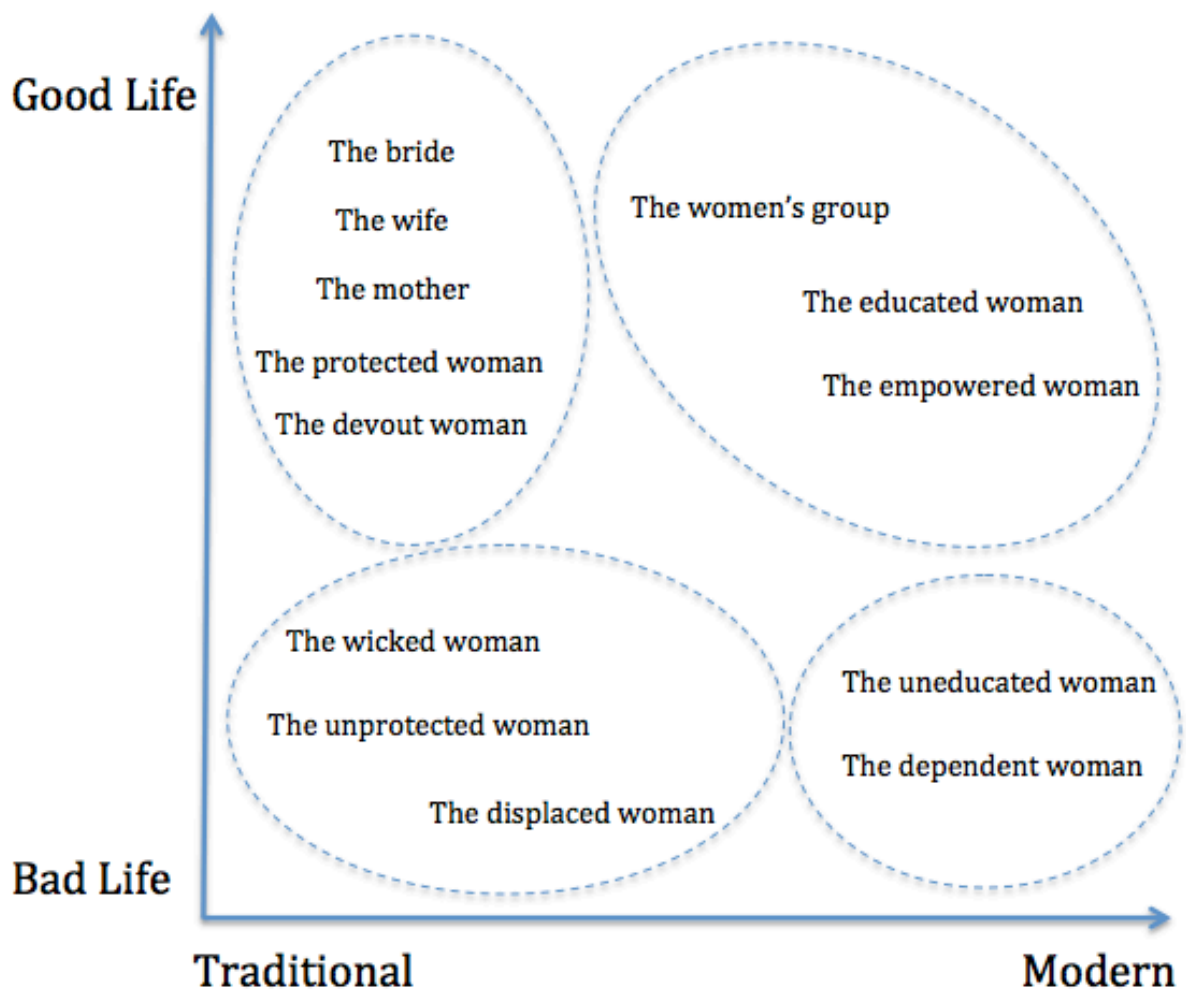 Good Life
The bride
The wife
The mother
The protected woman
The devout woman
The women's group
The educated woman
The empowered woman
The wicked woman
The unprotected woman
The displaced woman
The uneducated woman
The dependent woman
Bad Life
Traditional
Modern